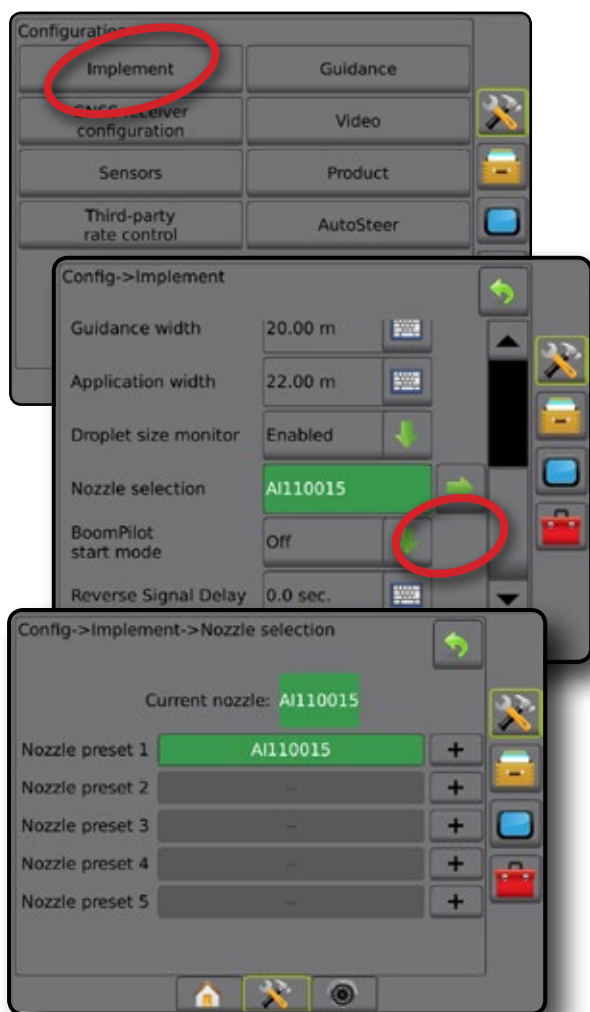 Configuration
Implement Guidance
GNSS receiver
configuration
Video
Sensors Product
Third-party
rate control
AutoSteer
Config->Implement
Guidance width 20.00 m
Application width 22.00 m
Droplet size monitor Enabled
Nozzle selection AI110015
BoomPilot
start mode
Off
Reverse Signal Delay 0.0 sec.
Config->Implement->Nozzle selection
Current nozzle: AI110015
Nozzle preset 1 AI110015 +
Nozzle preset 2 -- +
Nozzle preset 3 -- +
Nozzle preset 4 -- +
Nozzle preset 5 -- +